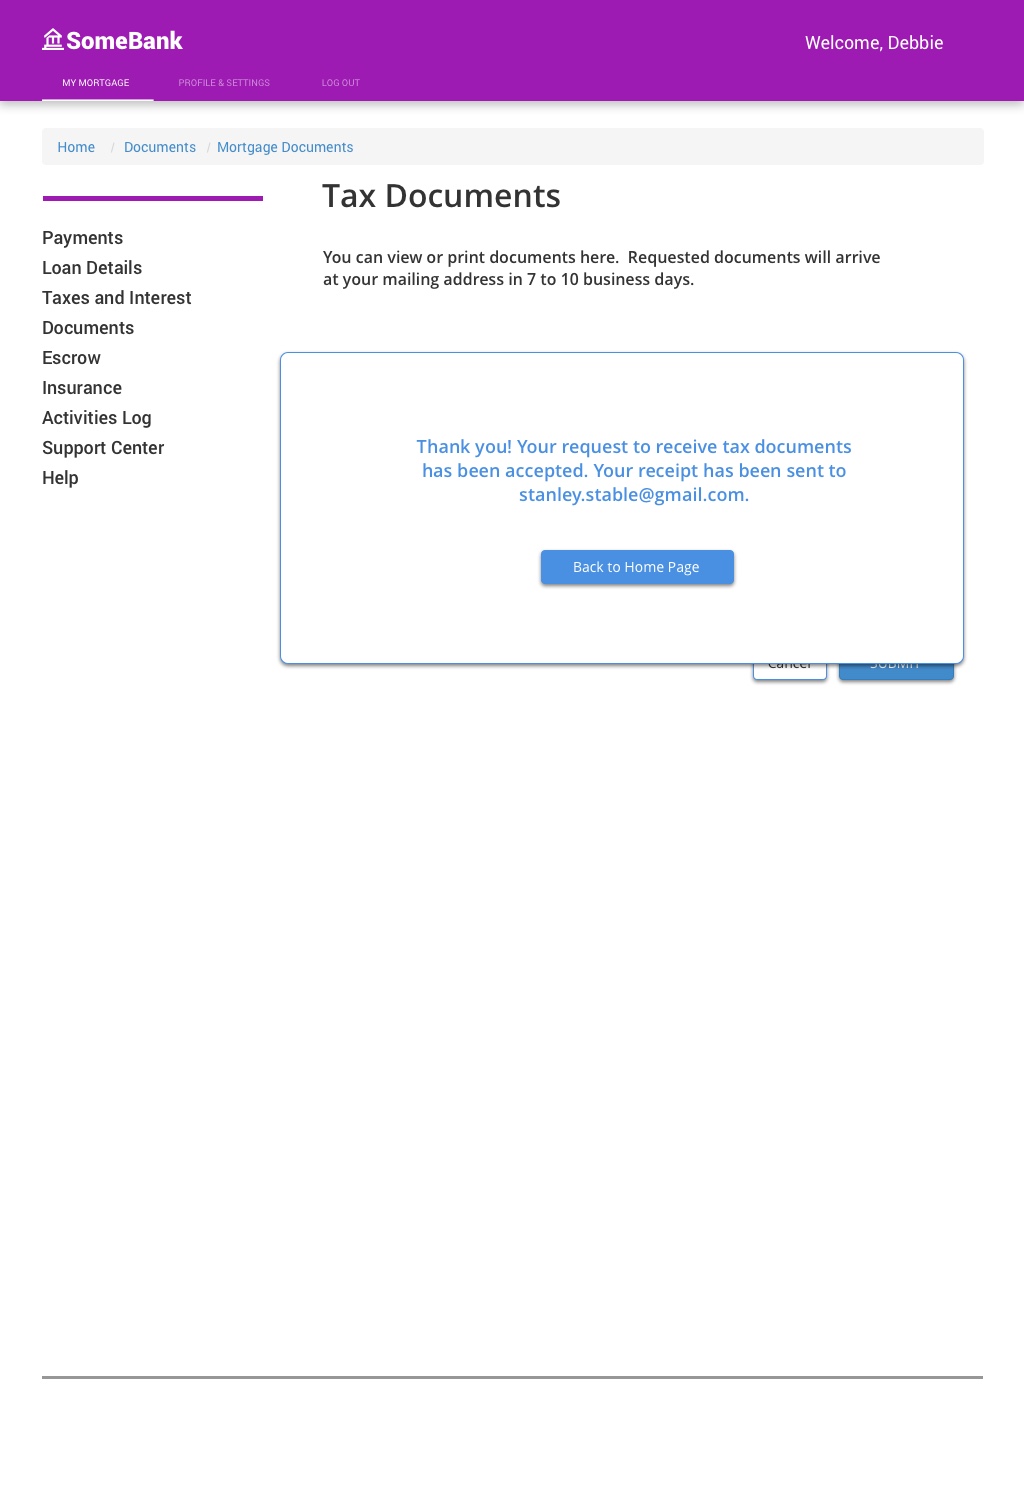 SomeBank
Welcome, Debbie
MY MORTGAGE
PROFILE & SETTINGS
LOG OUT
Home / Documents / Mortgage Documents
Tax Documents
You can view or print documents here.  Requested documents will arrive
at your mailing address in 7 to 10 business days.
Payments
Loan Details
Taxes and Interest
Documents
Escrow
Insurance
Activities Log
Support Center
Help
Thank you! Your request to receive tax documents
has been accepted. Your receipt has been sent to
stanley.stable@gmail.com.
Back to Home Page
Cancel
SUBMIT